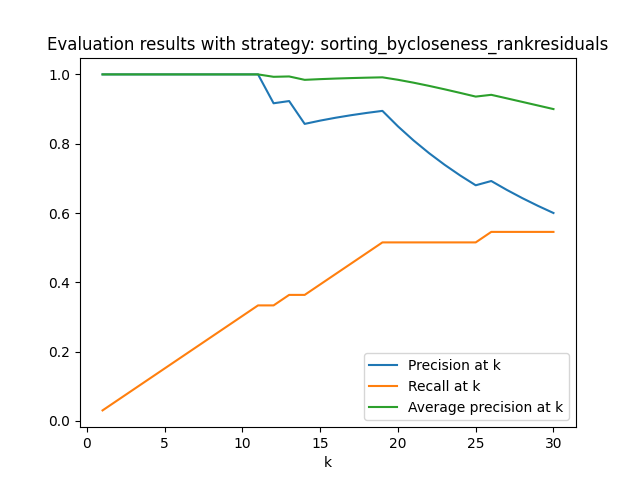 Evaluation results with strategy: sorting_bycloseness_rankresiduals
1.0
0.8
0.6
0.4
0.2
0.0
0 5 10 15 20 25 30
k
Precision at k
Recall at k
Average precision at k